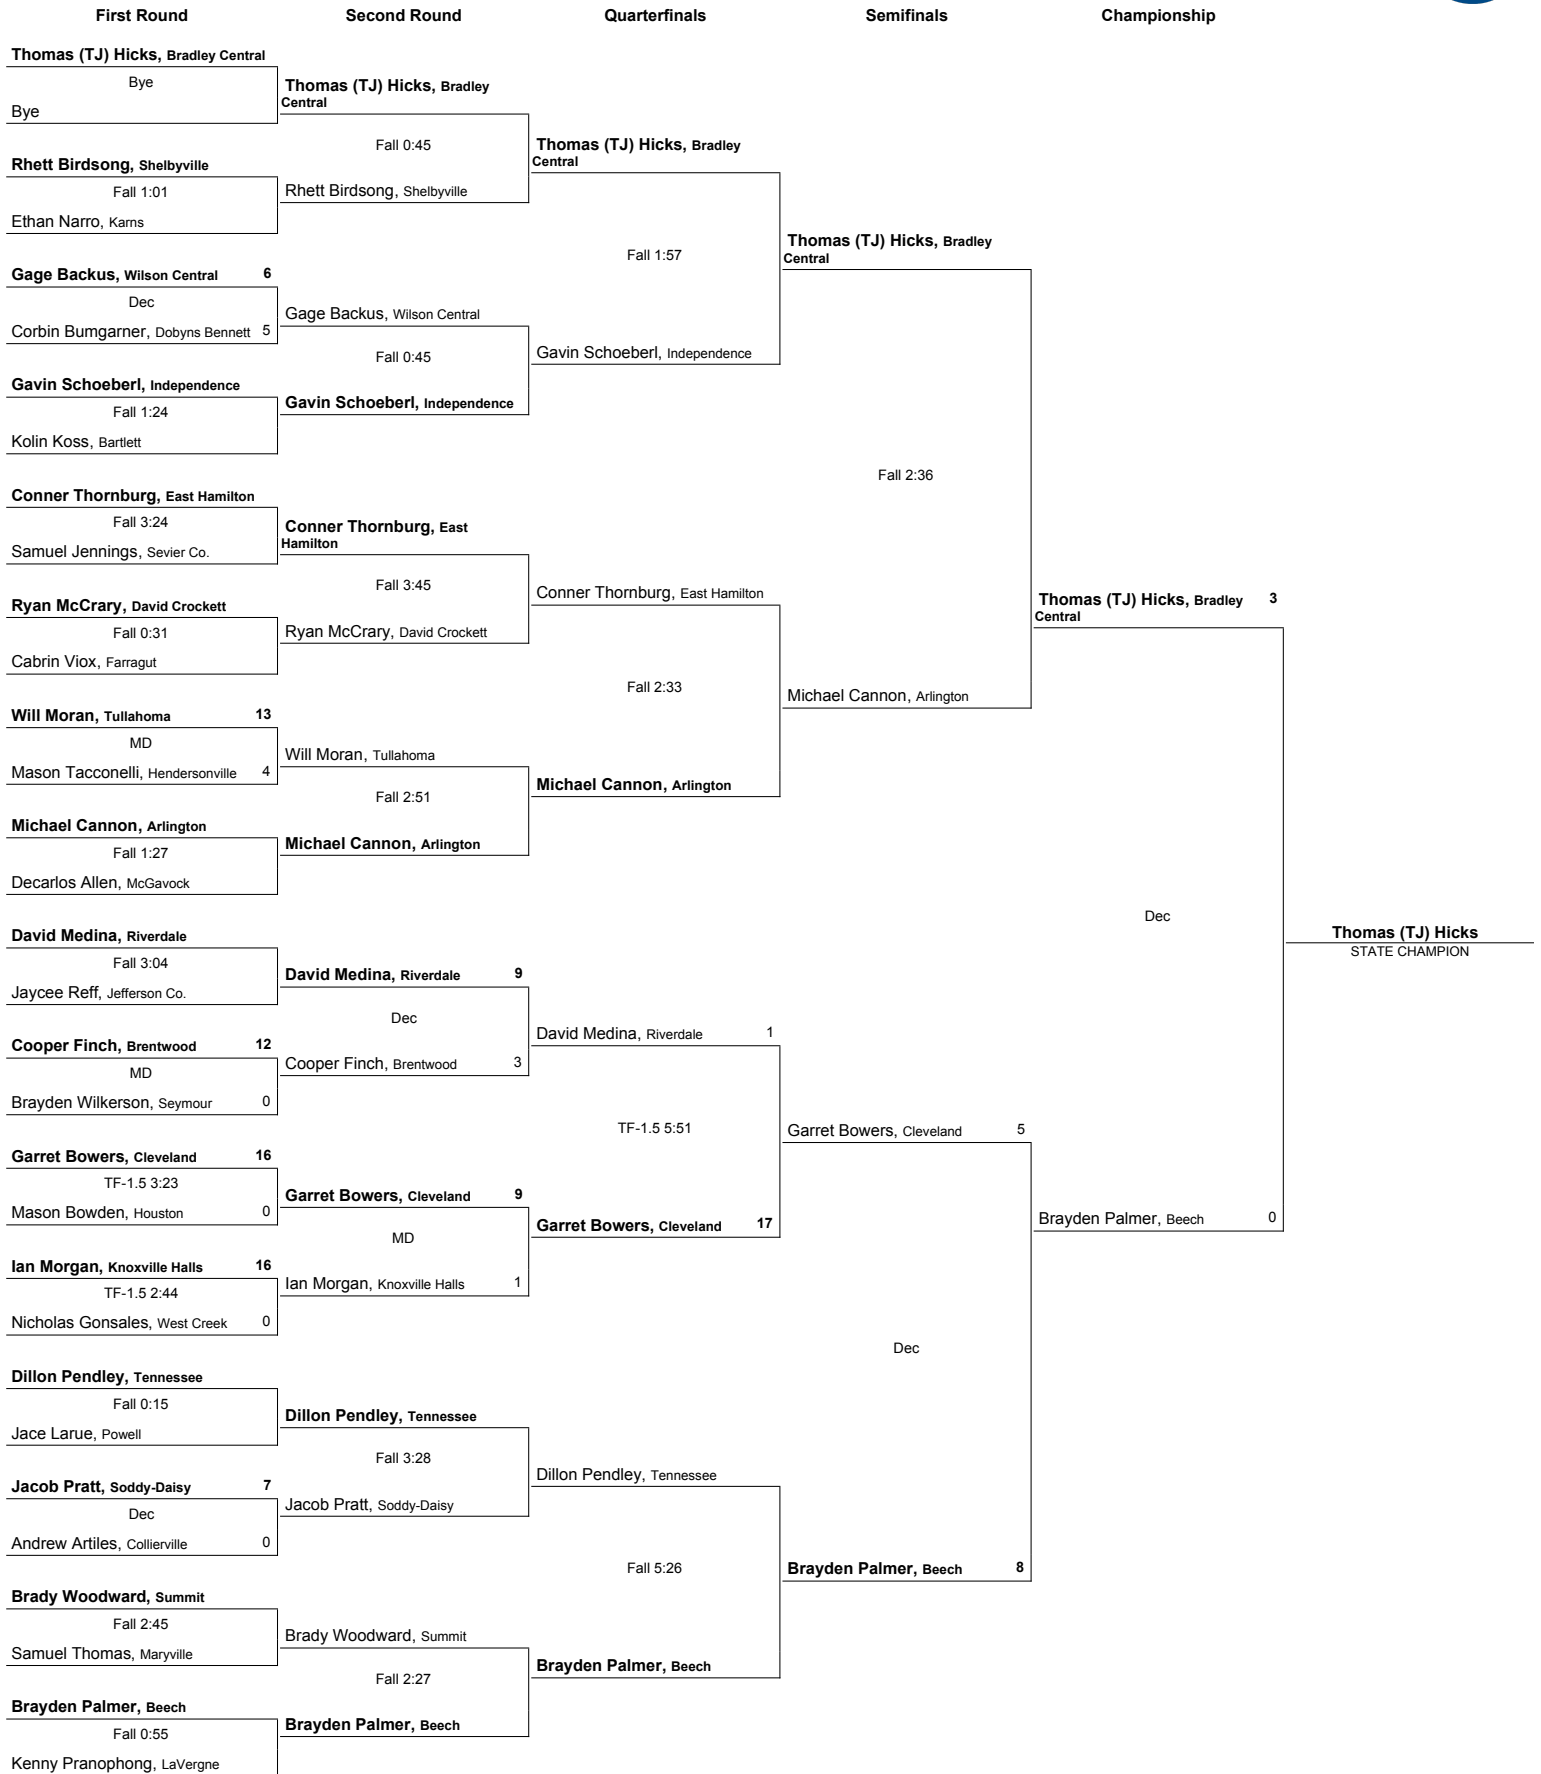 First Round
Second Round
Quarterfinals
Semifinals
Championship
Thomas (TJ) Hicks, Bradley Central
Bye
Bye
Rhett Birdsong, Shelbyville
Fall 1:01
Ethan Narro, Karns
Gage Backus, Wilson Central 6
Dec
Corbin Bumgarner, Dobyns Bennett 5
Gavin Schoeberl, Independence
Fall 1:24
Kolin Koss, Bartlett
Conner Thornburg, East Hamilton
Fall 3:24
Samuel Jennings, Sevier Co.
Ryan McCrary, David Crockett
Fall 0:31
Cabrin Viox, Farragut
Will Moran, Tullahoma 13
MD
Mason Tacconelli, Hendersonville 4
Michael Cannon, Arlington
Fall 1:27
Decarlos Allen, McGavock
David Medina, Riverdale
Fall 3:04
Jaycee Reff, Jefferson Co.
Cooper Finch, Brentwood 12
MD
Brayden Wilkerson, Seymour 0
Garret Bowers, Cleveland 16
TF-1.5 3:23
Mason Bowden, Houston 0
Ian Morgan, Knoxville Halls 16
TF-1.5 2:44
Nicholas Gonsales, West Creek 0
Dillon Pendley, Tennessee
Fall 0:15
Jace Larue, Powell
Jacob Pratt, Soddy-Daisy 7
Dec
Andrew Artiles, Collierville 0
Brady Woodward, Summit
Fall 2:45
Samuel Thomas, Maryville
Brayden Palmer, Beech
Fall 0:55
Kenny Pranophong, LaVergne
Thomas (TJ) Hicks, Bradley
Central
Fall 0:45
Rhett Birdsong, Shelbyville
Gage Backus, Wilson Central
Fall 0:45
Gavin Schoeberl, Independence
Conner Thornburg, East
Hamilton
Fall 3:45
Ryan McCrary, David Crockett
Will Moran, Tullahoma
Fall 2:51
Michael Cannon, Arlington
David Medina, Riverdale 9
Dec
Cooper Finch, Brentwood 3
Garret Bowers, Cleveland 9
MD
Ian Morgan, Knoxville Halls 1
Dillon Pendley, Tennessee
Fall 3:28
Jacob Pratt, Soddy-Daisy
Brady Woodward, Summit
Fall 2:27
Brayden Palmer, Beech
Thomas (TJ) Hicks, Bradley
Central
Fall 1:57
Gavin Schoeberl, Independence
Conner Thornburg, East Hamilton
Fall 2:33
Michael Cannon, Arlington
David Medina, Riverdale 1
TF-1.5 5:51
Garret Bowers, Cleveland 17
Dillon Pendley, Tennessee
Fall 5:26
Brayden Palmer, Beech
Thomas (TJ) Hicks, Bradley
Central
Fall 2:36
Michael Cannon, Arlington
Garret Bowers, Cleveland 5
Dec
Brayden Palmer, Beech 8
Thomas (TJ) Hicks, Bradley 3
Central
Dec
Brayden Palmer, Beech 0
Thomas (TJ) Hicks
STATE CHAMPION